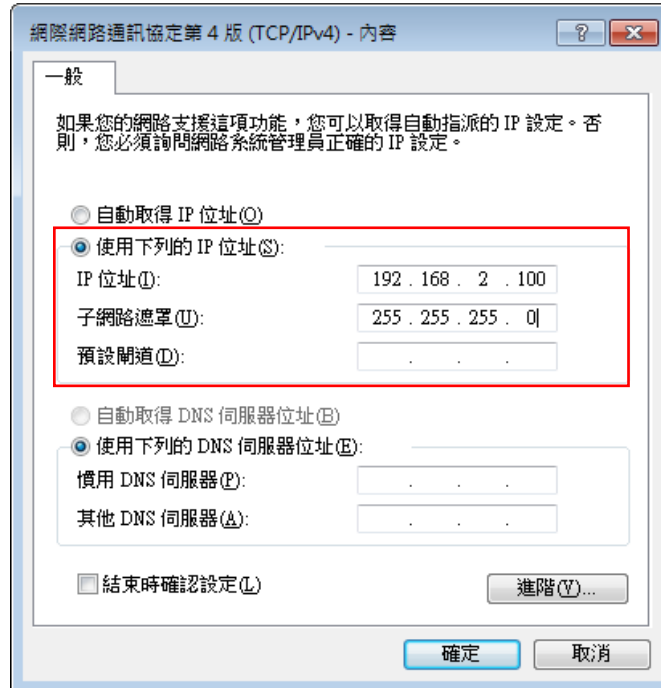 網際網路通訊協定第 4 版 (TCP/IPv4) - 內容
一般
如果您的網路支援這項功能，您可以取得自動指派的 IP 設定。否
則，您必須詢問網路系統管理員正確的 IP 設定。
自動取得 IP 位址(O)
使用下列的 IP 位址(S):
IP 位址(I): 192 . 168 . 2 . 100
子網路遮罩(U): 255 . 255 . 255 . 0
預設閘道(D): . . .
自動取得 DNS 伺服器位址(B)
使用下列的 DNS 伺服器位址(E):
慣用 DNS 伺服器(P): . . .
其他 DNS 伺服器(A): . . .
結束時確認設定(L)
進階(V)...
確定 取消